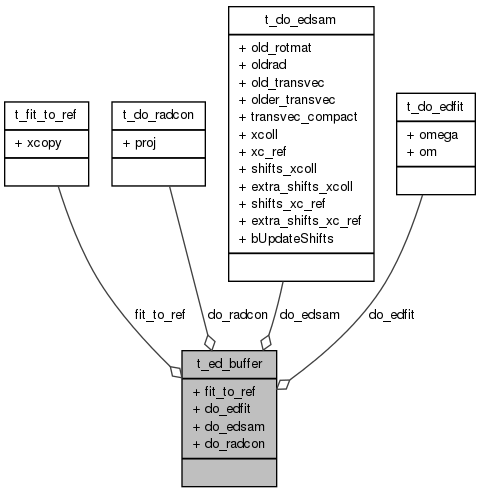 t_do_edsam
+ old_rotmat
+ oldrad
+ old_transvec
+ older_transvec
+ transvec_compact
+ xcoll
+ xc_ref
+ shifts_xcoll
+ extra_shifts_xcoll
+ shifts_xc_ref
+ extra_shifts_xc_ref
+ bUpdateShifts
t_fit_to_ref
+ xcopy
t_do_radcon
+ proj
t_do_edfit
+ omega
+ om
fit_to_ref
do_radcon
do_edsam
do_edfit
t_ed_buffer
+ fit_to_ref
+ do_edfit
+ do_edsam
+ do_radcon